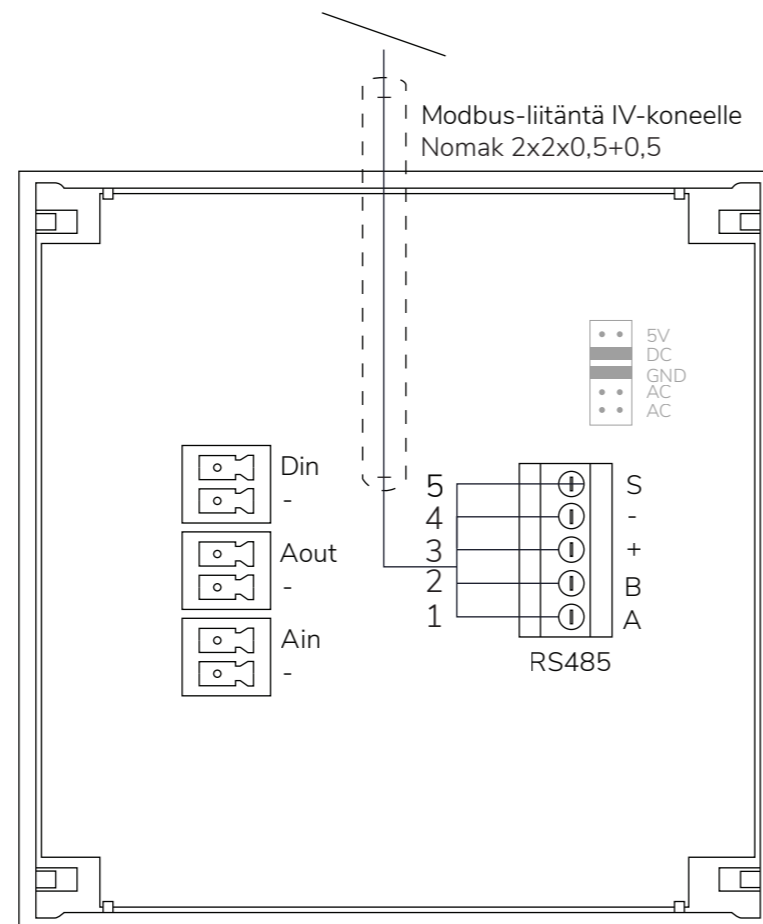 Modbus-liitäntä IV-koneelle
Nomak 2x2x0,5+0,5
5V
DC
GND
AC
AC
Din
-
Aout
-
Ain
-
5 S
4 -
3 +
2 B
1 A
RS485